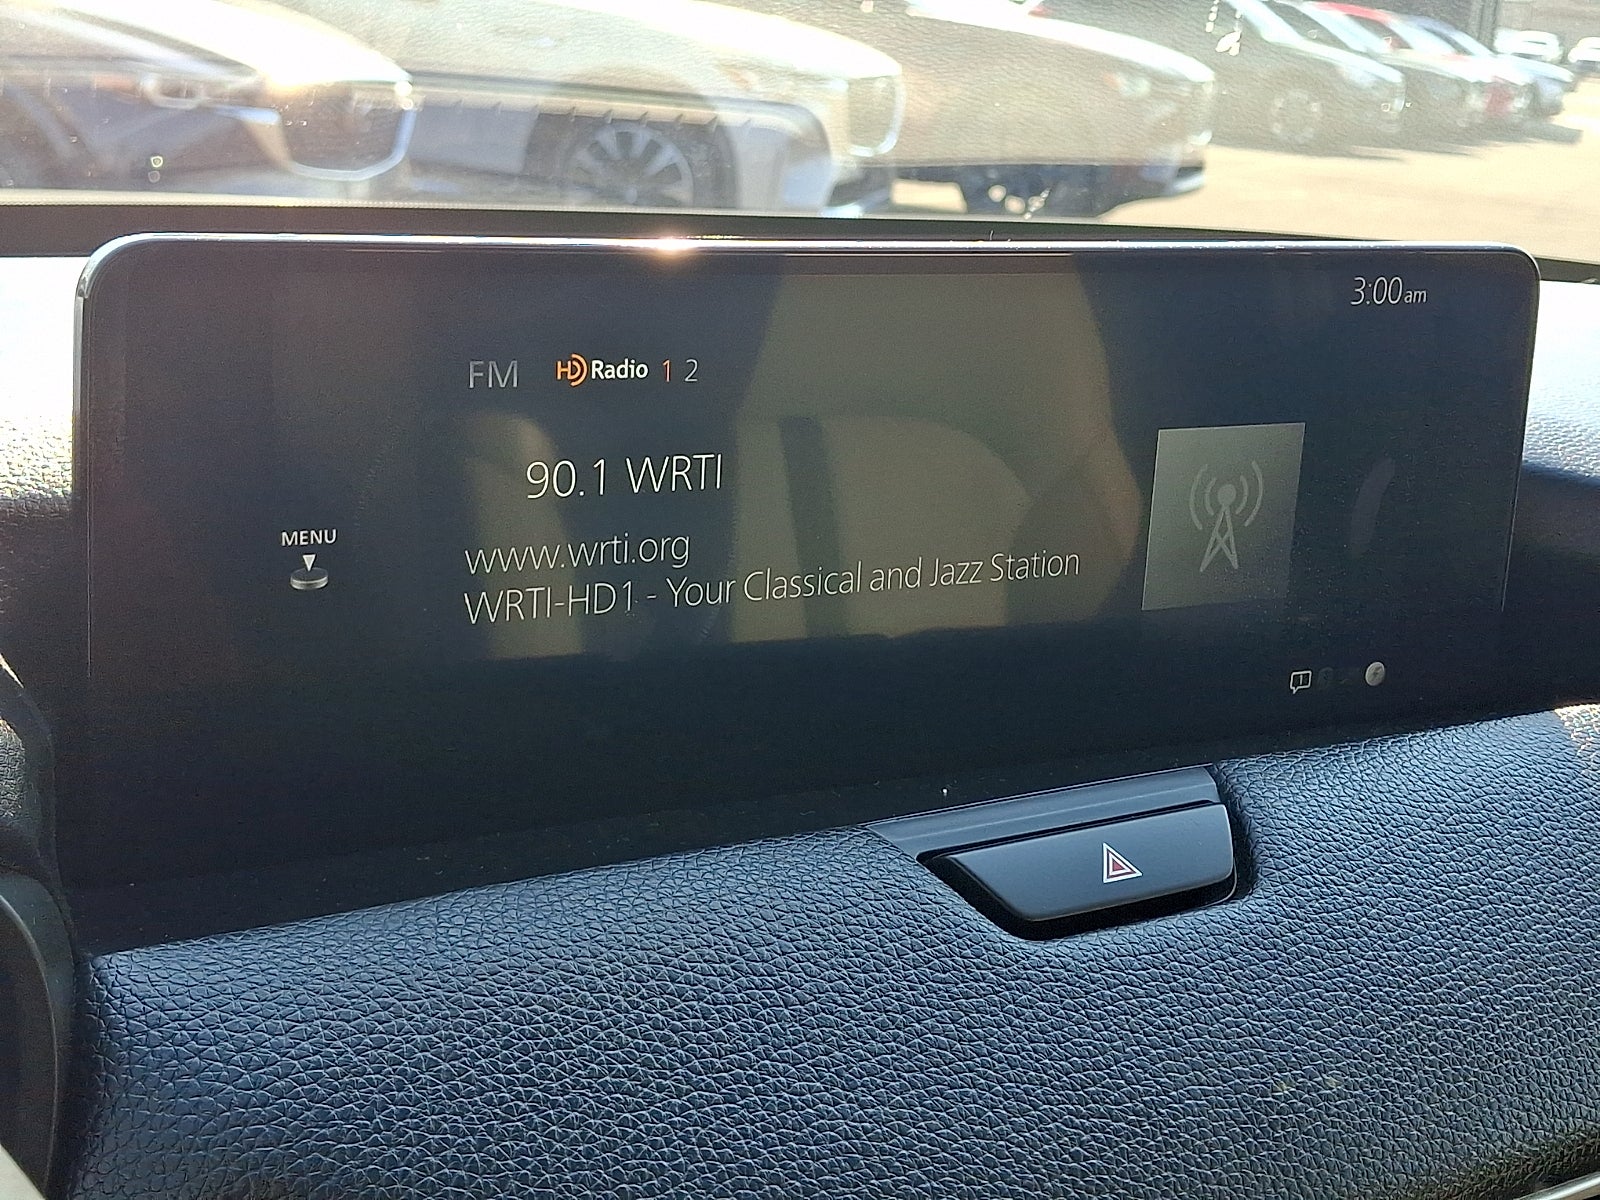 3:00am
FM HD Radio 1 2
90.1 WRTI
MENU
www.wrti.org
WRTI-HD1 - Your Classical and Jazz Station